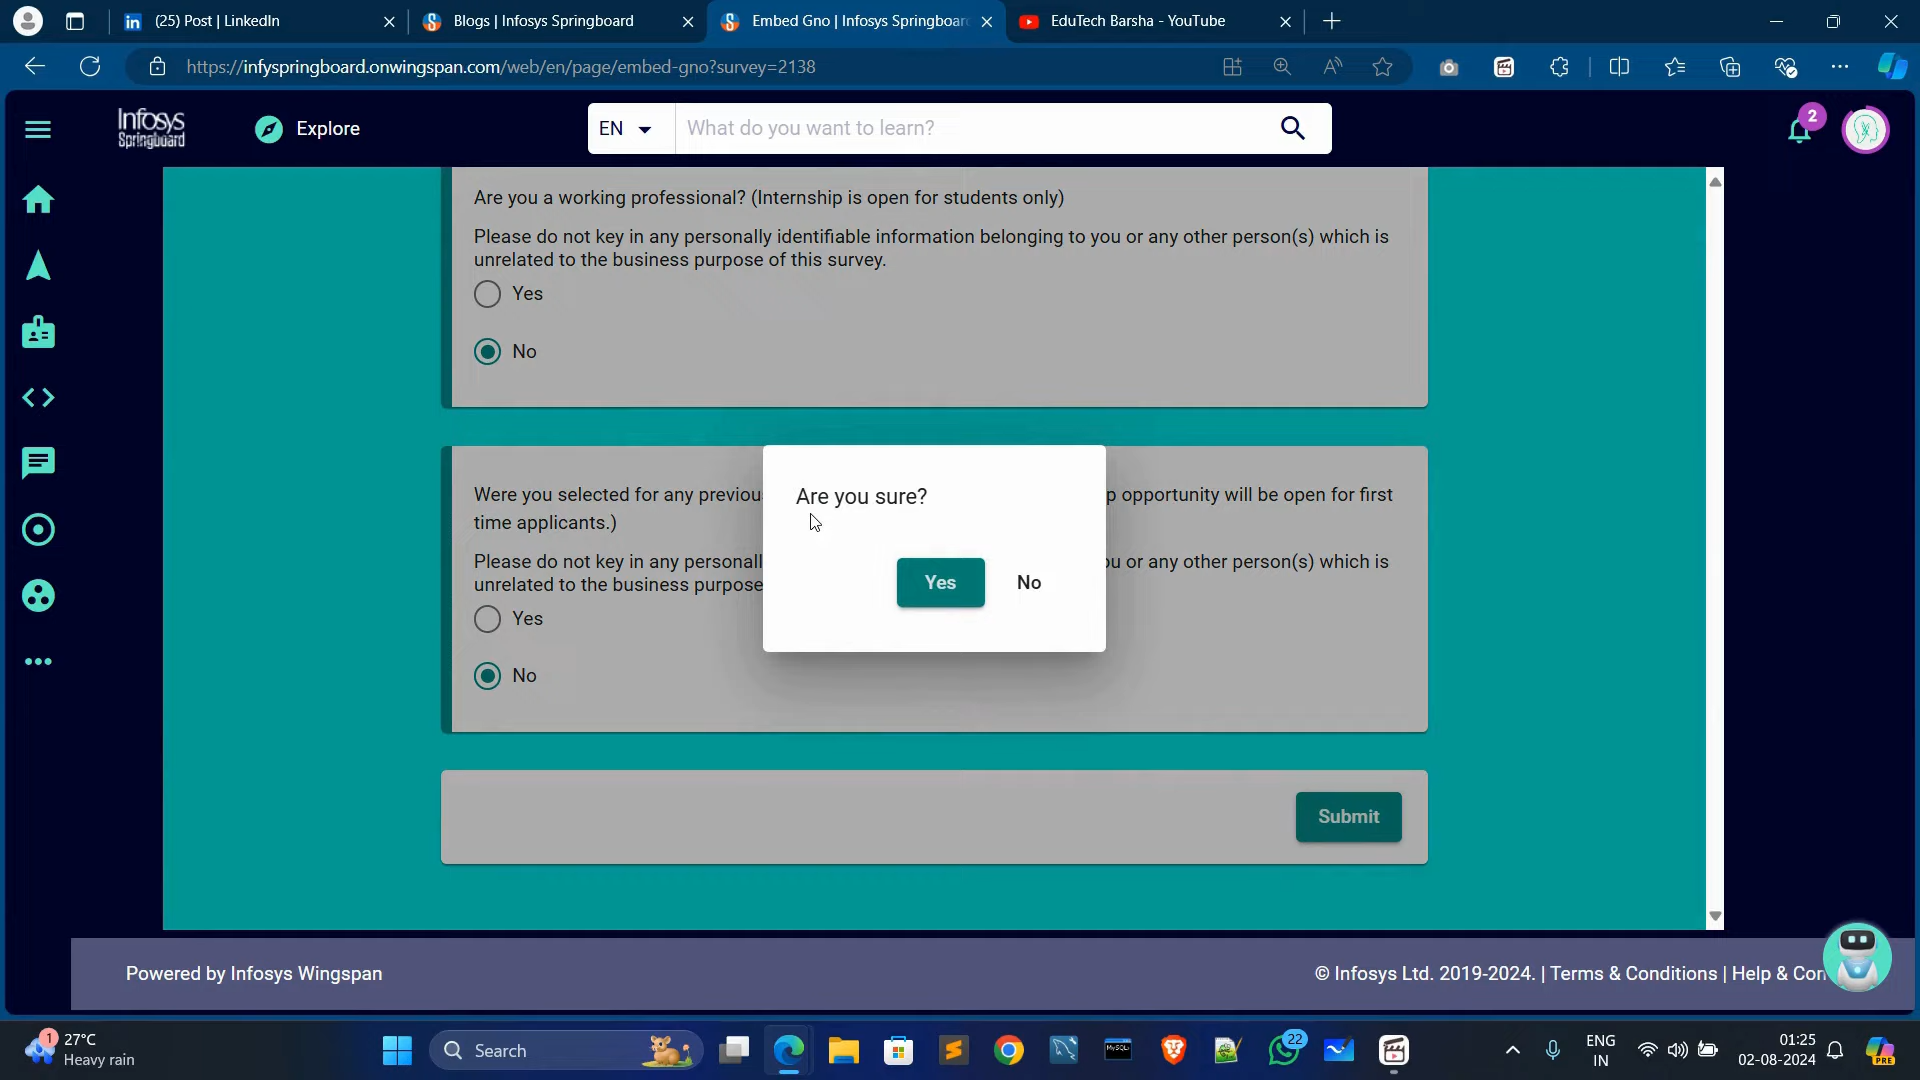 (25) Post | LinkedIn
Blogs | Infosys Springboard
Embed Gno | Infosys Springboar
EduTech Barsha - YouTube
https://infyspringboard.onwingspan.com/web/en/page/embed-gno?survey=2138
Infosys
Springboard
Explore
EN
What do you want to learn?
2
Are you a working professional? (Internship is open for students only)
Please do not key in any personally identifiable information belonging to you or any other person(s) which is
unrelated to the business purpose of this survey.
Yes
No
Were you selected for any previou
p opportunity will be open for first
time applicants.)
Please do not key in any personall
ou or any other person(s) which is
unrelated to the business purpose
Yes
No
Are you sure?
Yes
No
Submit
Powered by Infosys Wingspan
© Infosys Ltd. 2019-2024. | Terms & Conditions | Help & Con
1
27°C
Heavy rain
Search
MySQL
22
ENG
IN
01:25
02-08-2024
PRE